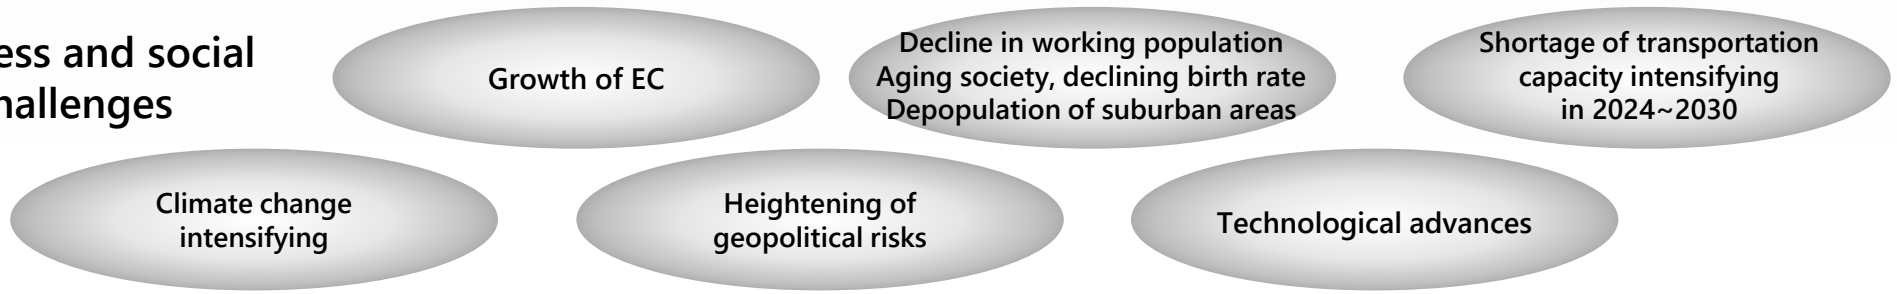 ess and social
hallenges
Growth of EC
Decline in working population
Aging society, declining birth rate
Depopulation of suburban areas
Shortage of transportation
capacity intensifying
in 2024~2030
Climate change
intensifying
Heightening of
geopolitical risks
Technological advances